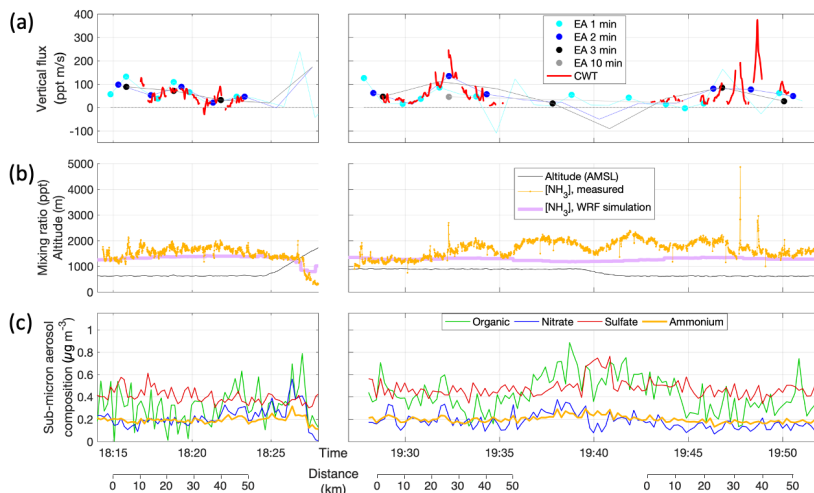 (a)
Vertical flux
(ppt m/s)
400
300
200
100
0
-100
EA 1 min
EA 2 min
EA 3 min
EA 10 min
CWT
(b)
Mixing ratio (ppt)
Altitude (m)
5000
4000
3000
2000
1000
0
Altitude (AMSL)
[NH3], measured
[NH3], WRF simulation
(c)
Sub-micron aerosol
composition (μg m-3)
1
0.8
0.6
0.4
0.2
0
Organic Nitrate Sulfate Ammonium
18:15 18:20 18:25 Time 19:30 19:35 19:40 19:45 19:50
Distance
(km)
0 10 20 30 40 50
0 10 20 30 40 50
0 10 20 30 40 50